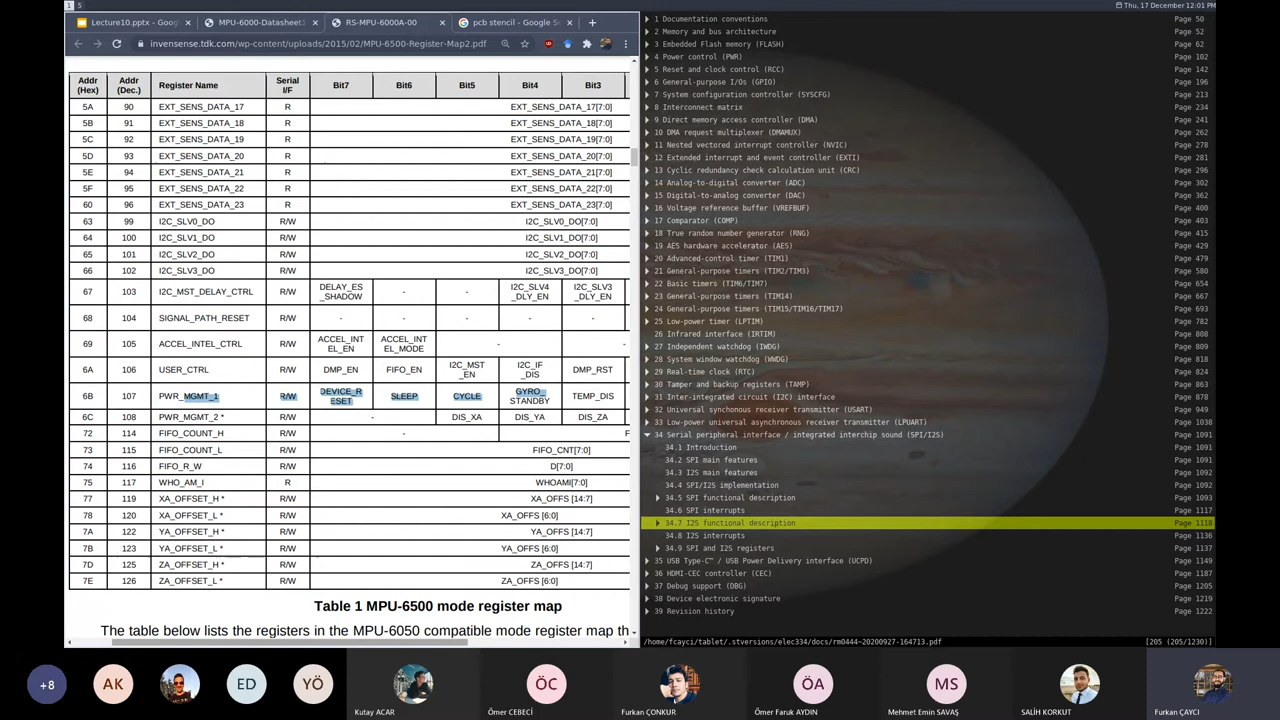 1 5 Thu, 17 December 12:01 PM
Lecture10.pptx - Goog
MPU-6000-Datasheet1
RS-MPU-6000A-00
pcb stencil - Google S
invensense.tdk.com/wp-content/uploads/2015/02/MPU-6500-Register-Map2.pdf
Addr (Hex) Addr (Dec.) Register Name Serial I/F Bit7 Bit6 Bit5 Bit4 Bit3
5A 90 EXT_SENS_DATA_17 R EXT_SENS_DATA_17[7:0]
5B 91 EXT_SENS_DATA_18 R EXT_SENS_DATA_18[7:0]
5C 92 EXT_SENS_DATA_19 R EXT_SENS_DATA_19[7:0]
5D 93 EXT_SENS_DATA_20 R EXT_SENS_DATA_20[7:0]
5E 94 EXT_SENS_DATA_21 R EXT_SENS_DATA_21[7:0]
5F 95 EXT_SENS_DATA_22 R EXT_SENS_DATA_22[7:0]
60 96 EXT_SENS_DATA_23 R EXT_SENS_DATA_23[7:0]
63 99 I2C_SLV0_DO R/W I2C_SLV0_DO[7:0]
64 100 I2C_SLV1_DO R/W I2C_SLV1_DO[7:0]
65 101 I2C_SLV2_DO R/W I2C_SLV2_DO[7:0]
66 102 I2C_SLV3_DO R/W I2C_SLV3_DO[7:0]
67 103 I2C_MST_DELAY_CTRL R/W DELAY_ES_SHADOW - - I2C_SLV4_DLY_EN I2C_SLV3_DLY_EN
68 104 SIGNAL_PATH_RESET R/W - - - - -
69 105 ACCEL_INTEL_CTRL R/W ACCEL_INTEL_EN ACCEL_INTEL_MODE - -
6A 106 USER_CTRL R/W DMP_EN FIFO_EN I2C_MST_EN I2C_IF_DIS DMP_RST
6B 107 PWR_MGMT_1 R/W DEVICE_RESET SLEEP CYCLE GYRO_STANDBY TEMP_DIS
6C 108 PWR_MGMT_2 * R/W - DIS_XA DIS_YA DIS_ZA
72 114 FIFO_COUNT_H R/W - F
73 115 FIFO_COUNT_L R/W FIFO_CNT[7:0]
74 116 FIFO_R_W R/W D[7:0]
75 117 WHO_AM_I R WHOAMI[7:0]
77 119 XA_OFFSET_H * R/W XA_OFFS [14:7]
78 120 XA_OFFSET_L * R/W XA_OFFS [6:0]
7A 122 YA_OFFSET_H * R/W YA_OFFS [14:7]
7B 123 YA_OFFSET_L * R/W YA_OFFS [6:0]
7D 125 ZA_OFFSET_H * R/W ZA_OFFS [14:7]
7E 126 ZA_OFFSET_L * R/W ZA_OFFS [6:0]
Table 1 MPU-6500 mode register map
The table below lists the registers in the MPU-6050 compatible mode register map th
1 Documentation conventions Page 50
2 Memory and bus architecture Page 52
3 Embedded Flash memory (FLASH) Page 62
4 Power control (PWR) Page 102
5 Reset and clock control (RCC) Page 142
6 General-purpose I/Os (GPIO) Page 196
7 System configuration controller (SYSCFG) Page 213
8 Interconnect matrix Page 234
9 Direct memory access controller (DMA) Page 241
10 DMA request multiplexer (DMAMUX) Page 262
11 Nested vectored interrupt controller (NVIC) Page 278
12 Extended interrupt and event controller (EXTI) Page 281
13 Cyclic redundancy check calculation unit (CRC) Page 296
14 Analog-to-digital converter (ADC) Page 302
15 Digital-to-analog converter (DAC) Page 362
16 Voltage reference buffer (VREFBUF) Page 400
17 Comparator (COMP) Page 403
18 True random number generator (RNG) Page 415
19 AES hardware accelerator (AES) Page 429
20 Advanced-control timer (TIM1) Page 479
21 General-purpose timers (TIM2/TIM3) Page 580
22 Basic timers (TIM6/TIM7) Page 654
23 General-purpose timers (TIM14) Page 667
24 General-purpose timers (TIM15/TIM16/TIM17) Page 693
25 Low-power timer (LPTIM) Page 782
26 Infrared interface (IRTIM) Page 808
27 Independent watchdog (IWDG) Page 809
28 System window watchdog (WWDG) Page 818
29 Real-time clock (RTC) Page 824
30 Tamper and backup registers (TAMP) Page 863
31 Inter-integrated circuit (I2C) interface Page 878
32 Universal synchonous receiver transmitter (USART) Page 949
33 Low-power universal asynchronous receiver transmitter (LPUART) Page 1038
34 Serial peripheral interface / integrated interchip sound (SPI/I2S) Page 1091
34.1 Introduction Page 1091
34.2 SPI main features Page 1091
34.3 I2S main features Page 1092
34.4 SPI/I2S implementation Page 1092
34.5 SPI functional description Page 1093
34.6 SPI interrupts Page 1117
34.7 I2S functional description Page 1118
34.8 I2S interrupts Page 1136
34.9 SPI and I2S registers Page 1137
35 USB Type-C™ / USB Power Delivery interface (UCPD) Page 1149
36 HDMI-CEC controller (CEC) Page 1187
37 Debug support (DBG) Page 1205
38 Device electronic signature Page 1219
39 Revision history Page 1222
/home/fcayci/tablet/.stversions/elec334/docs/rm0444~20200927-164713.pdf [205 (205/1230)]
+8 AK ED YÖ ÖC ÖA MS
Kutay ACAR Ömer CEBECİ Furkan ÇONKUR Ömer Faruk AYDIN Mehmet Emin SAVAŞ SALİH KORKUT Furkan ÇAYCI